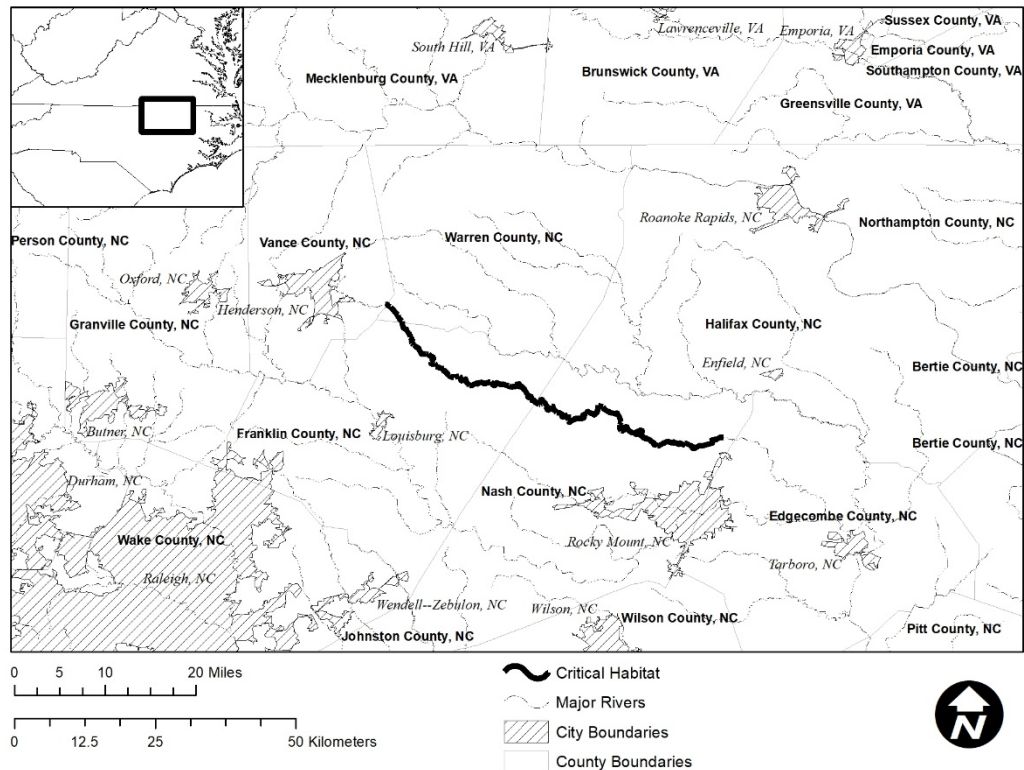 Sussex County, VA
Lawrenceville, VA
Emporia, VA
South Hill, VA
Emporia County, VA
Mecklenburg County, VA
Brunswick County, VA
Southampton County, VA
Greensville County, VA
Roanoke Rapids, NC
Northampton County, NC
Person County, NC
Vance County, NC
Warren County, NC
Oxford, NC
Henderson, NC
Granville County, NC
Halifax County, NC
Enfield, NC
Bertie County, NC
Butner, NC
Franklin County, NC
Louisburg, NC
Bertie County, NC
Durham, NC
Nash County, NC
Edgecombe County, NC
Wake County, NC
Rocky Mount, NC
Tarboro, NC
Raleigh, NC
Wendell--Zebulon, NC
Wilson, NC
Wilson County, NC
Johnston County, NC
Pitt County, NC
0 5 10 20 Miles
0 12.5 25 50 Kilometers
Critical Habitat
Major Rivers
City Boundaries
County Boundaries
N